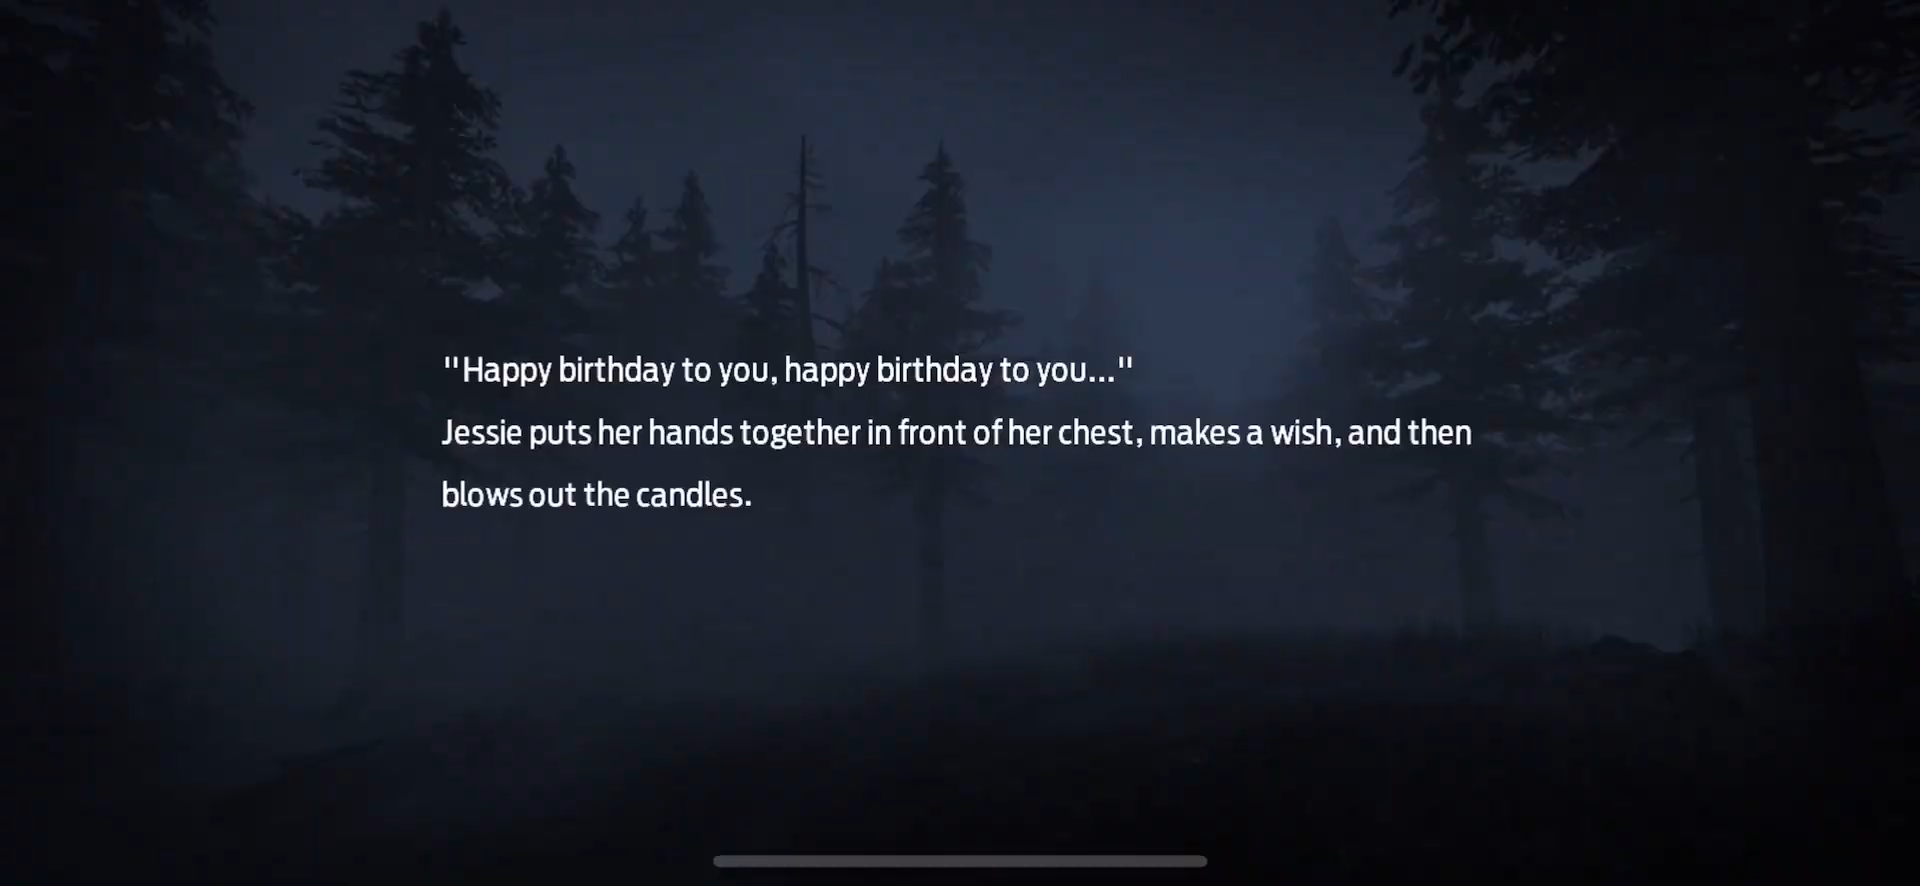 "Happy birthday to you, happy birthday to you..."
Jessie puts her hands together in front of her chest, makes a wish, and then
blows out the candles.